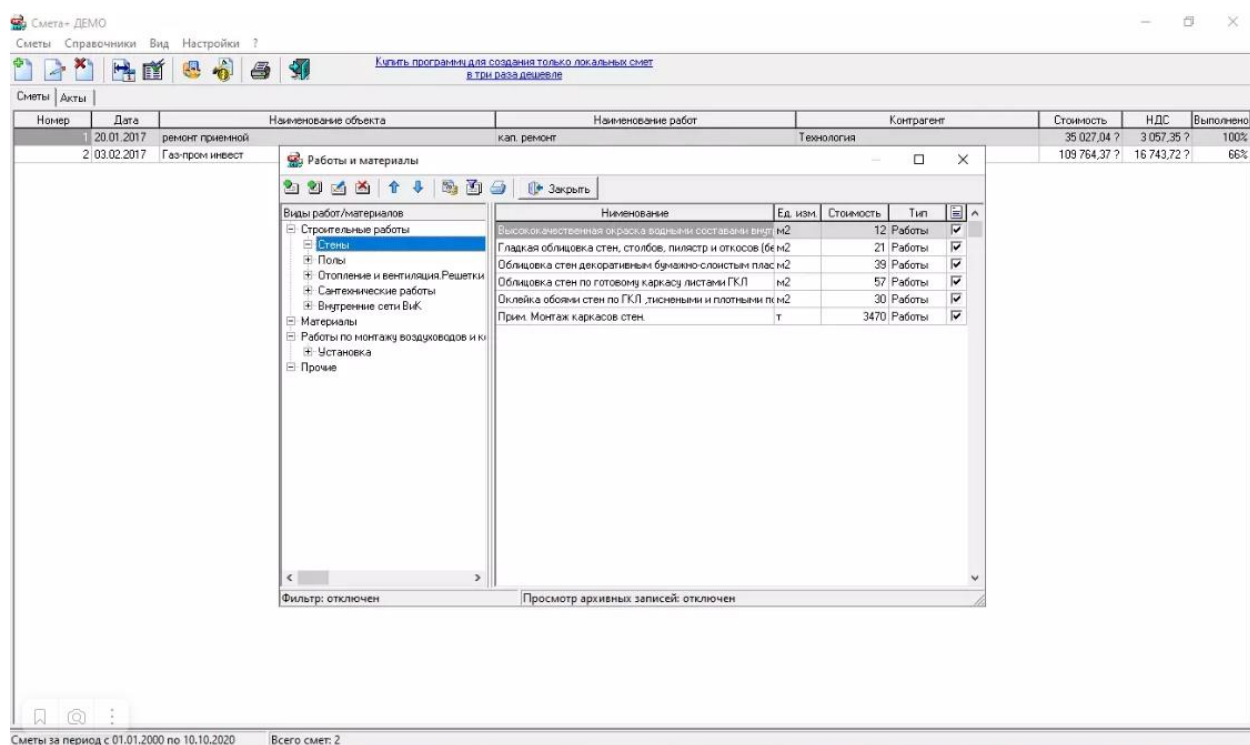 Смета+ ДЕМО
Сметы Справочники Вид Настройки ?
Купить программу для создания только локальных смет
в три раза дешевле
Сметы Акты
Номер Дата Наименование объекта Наименование работ Контрагент Стоимость НДС Выполнено
1 20.01.2017 ремонт приемной кап. ремонт Технология 35 027,04 ? 3 057,35 ? 100%
2 03.02.2017 Газ-пром инвест 109 764,37 ? 16 743,72 ? 66%
Работы и материалы
Закрыть
Виды работ/материалов
Строительные работы
Стены
Полы
Отопление и вентиляция.Решетки
Сантехнические работы
Внутренние сети ВиК
Материалы
Работы по монтажу воздуховодов и к
Установка
Прочие
Нименование Ед. изм. Стоимость Тип
Высококачественная окраска водными составами внут м2 12 Работы
Гладкая облицовка стен, столбов, пилястр и откосов (бе м2 21 Работы
Облицовка стен декоративным бумажно-слоистым плас м2 39 Работы
Облицовка стен по готовому каркасу листами ГКЛ м2 57 Работы
Оклейка обоями стен по ГКЛ ,тиснеными и плотными по м2 30 Работы
Прим. Монтаж каркасов стен. т 3470 Работы
Фильтр: отключен Просмотр архивных записей: отключен
Сметы за период с 01.01.2000 по 10.10.2020 Всего смет: 2